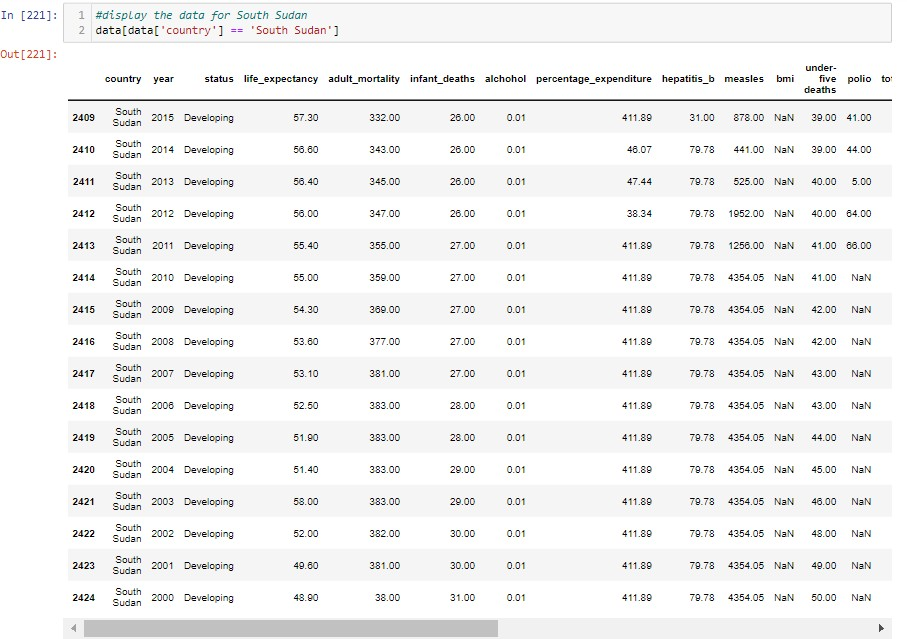 In [221]: 1 #display the data for South Sudan
2 data[data['country'] == 'South Sudan']
Out[221]:
country year status life_expectancy adult_mortality infant_deaths alchohol percentage_expenditure hepatitis_b measles bmi under-five deaths polio to
2409 South Sudan 2015 Developing 57.30 332.00 26.00 0.01 411.89 31.00 878.00 NaN 39.00 41.00
2410 South Sudan 2014 Developing 56.60 343.00 26.00 0.01 46.07 79.78 441.00 NaN 39.00 44.00
2411 South Sudan 2013 Developing 56.40 345.00 26.00 0.01 47.44 79.78 525.00 NaN 40.00 5.00
2412 South Sudan 2012 Developing 56.00 347.00 26.00 0.01 38.34 79.78 1952.00 NaN 40.00 64.00
2413 South Sudan 2011 Developing 55.40 355.00 27.00 0.01 411.89 79.78 1256.00 NaN 41.00 66.00
2414 South Sudan 2010 Developing 55.00 359.00 27.00 0.01 411.89 79.78 4354.05 NaN 41.00 NaN
2415 South Sudan 2009 Developing 54.30 369.00 27.00 0.01 411.89 79.78 4354.05 NaN 42.00 NaN
2416 South Sudan 2008 Developing 53.60 377.00 27.00 0.01 411.89 79.78 4354.05 NaN 42.00 NaN
2417 South Sudan 2007 Developing 53.10 381.00 27.00 0.01 411.89 79.78 4354.05 NaN 43.00 NaN
2418 South Sudan 2006 Developing 52.50 383.00 28.00 0.01 411.89 79.78 4354.05 NaN 43.00 NaN
2419 South Sudan 2005 Developing 51.90 383.00 28.00 0.01 411.89 79.78 4354.05 NaN 44.00 NaN
2420 South Sudan 2004 Developing 51.40 383.00 29.00 0.01 411.89 79.78 4354.05 NaN 45.00 NaN
2421 South Sudan 2003 Developing 58.00 383.00 29.00 0.01 411.89 79.78 4354.05 NaN 46.00 NaN
2422 South Sudan 2002 Developing 52.00 382.00 30.00 0.01 411.89 79.78 4354.05 NaN 48.00 NaN
2423 South Sudan 2001 Developing 49.60 381.00 30.00 0.01 411.89 79.78 4354.05 NaN 49.00 NaN
2424 South Sudan 2000 Developing 48.90 38.00 31.00 0.01 411.89 79.78 4354.05 NaN 50.00 NaN